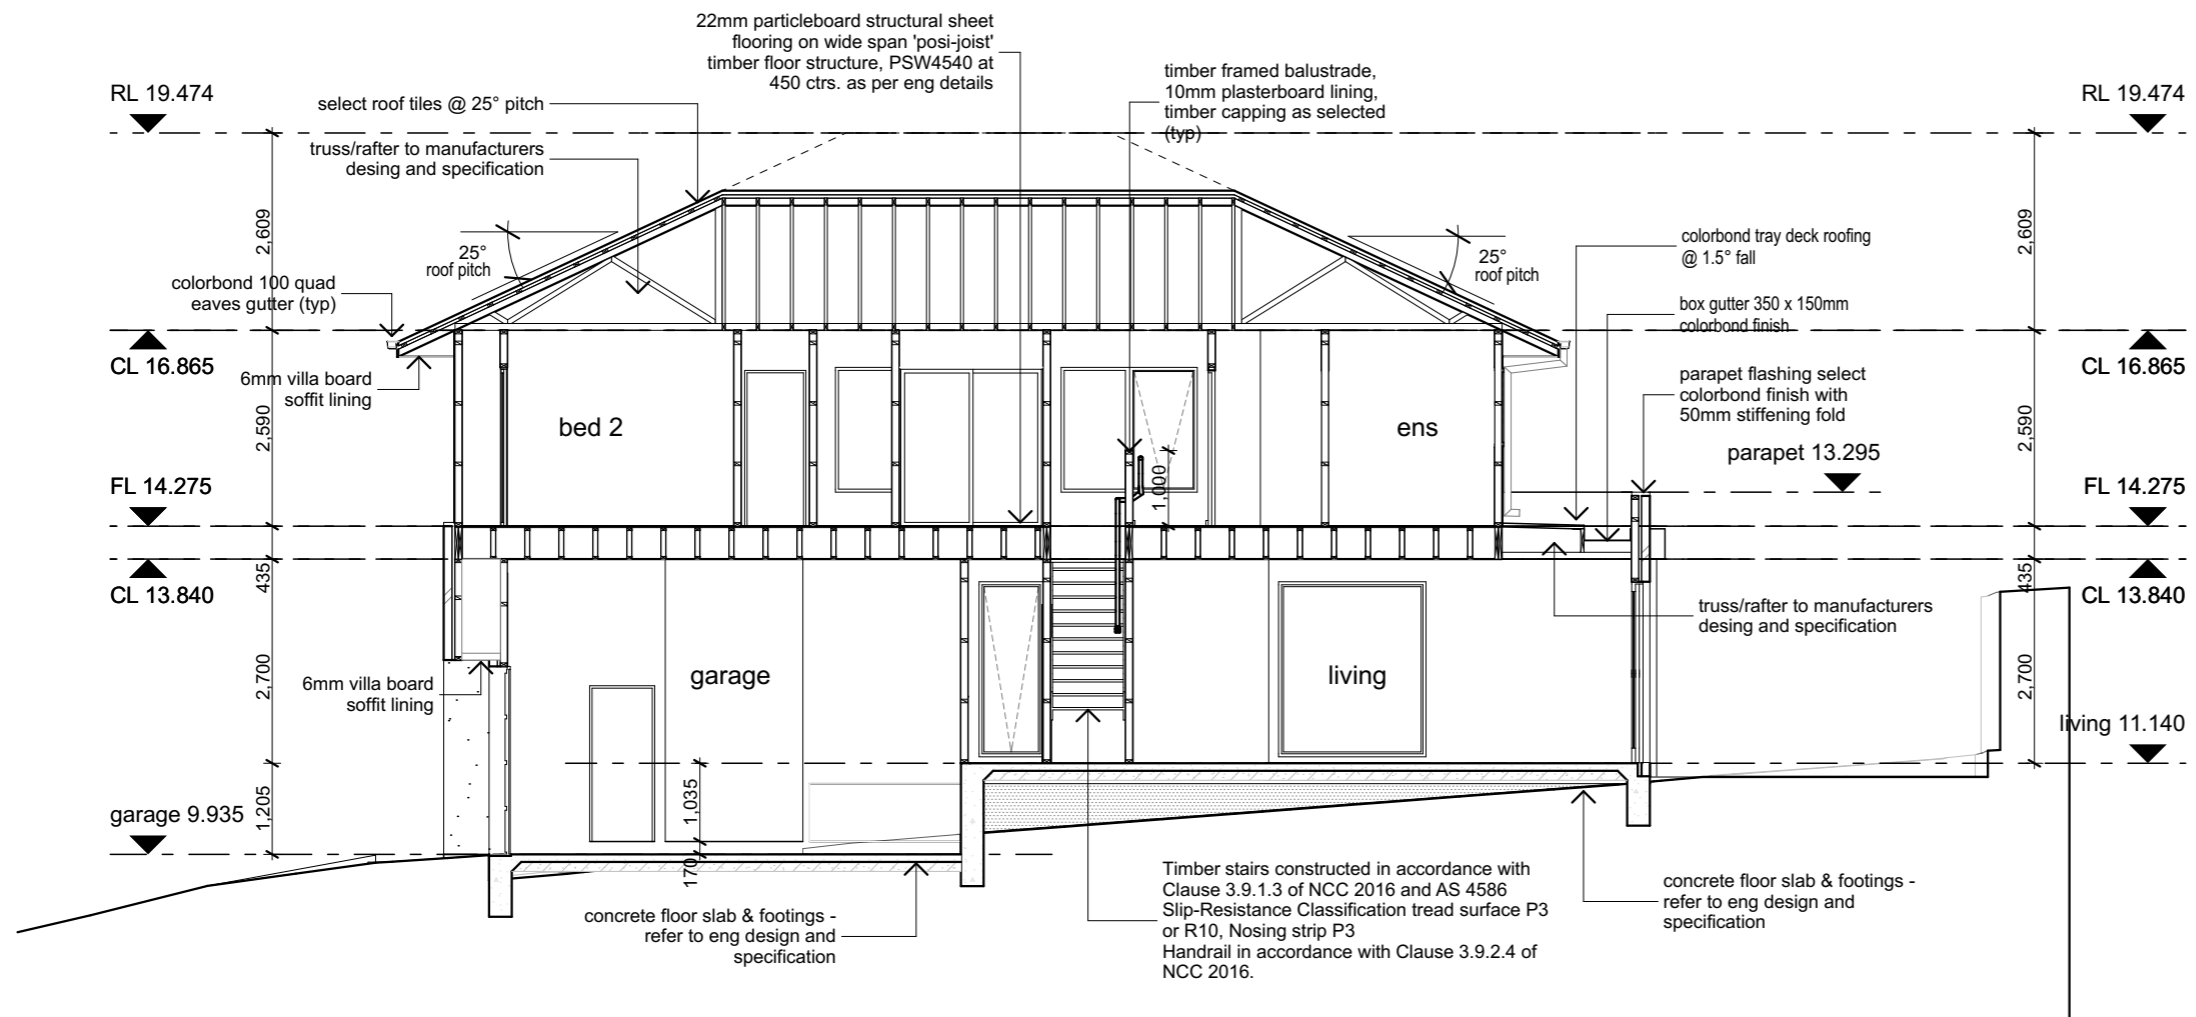 22mm particleboard structural sheet
flooring on wide span 'posi-joist'
timber floor structure, PSW4540 at
450 ctrs. as per eng details
timber framed balustrade,
10mm plasterboard lining,
timber capping as selected
(typ)
RL 19.474
select roof tiles @ 25° pitch
RL 19.474
truss/rafter to manufacturers
desing and specification
2,609
25°
roof pitch
25°
roof pitch
2,609
colorbond tray deck roofing
@ 1.5° fall
colorbond 100 quad
eaves gutter (typ)
box gutter 350 x 150mm
colorbond finish
CL 16.865
CL 16.865
6mm villa board
soffit lining
parapet flashing select
colorbond finish with
50mm stiffening fold
2,590
bed 2
ens
2,590
parapet 13.295
1,000
FL 14.275
FL 14.275
435
435
CL 13.840
CL 13.840
truss/rafter to manufacturers
desing and specification
2,700
garage
living
2,700
6mm villa board
soffit lining
living 11.140
1,205
1,035
garage 9.935
170
Timber stairs constructed in accordance with
Clause 3.9.1.3 of NCC 2016 and AS 4586
Slip-Resistance Classification tread surface P3
or R10, Nosing strip P3
Handrail in accordance with Clause 3.9.2.4 of
NCC 2016.
concrete floor slab & footings -
refer to eng design and
specification
concrete floor slab & footings -
refer to eng design and
specification